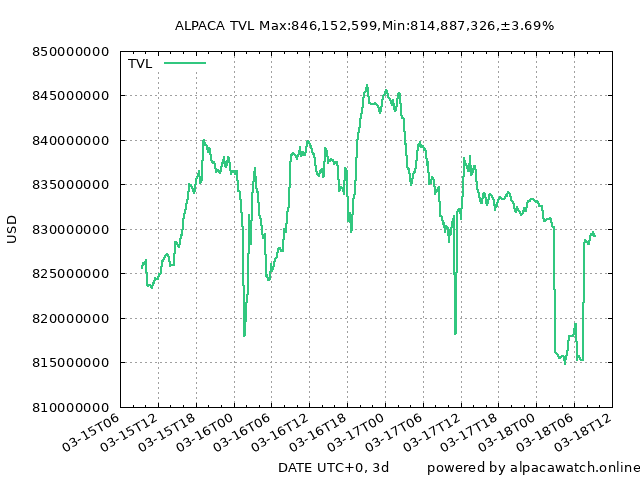 ALPACA TVL Max:846,152,599,Min:814,887,326,±3.69%
TVL
USD
850000000
845000000
840000000
835000000
830000000
825000000
820000000
815000000
810000000
03-15T06
03-15T12
03-15T18
03-16T00
03-16T06
03-16T12
03-16T18
03-17T00
03-17T06
03-17T12
03-17T18
03-18T00
03-18T06
03-18T12
DATE UTC+0, 3d
powered by alpacawatch.online